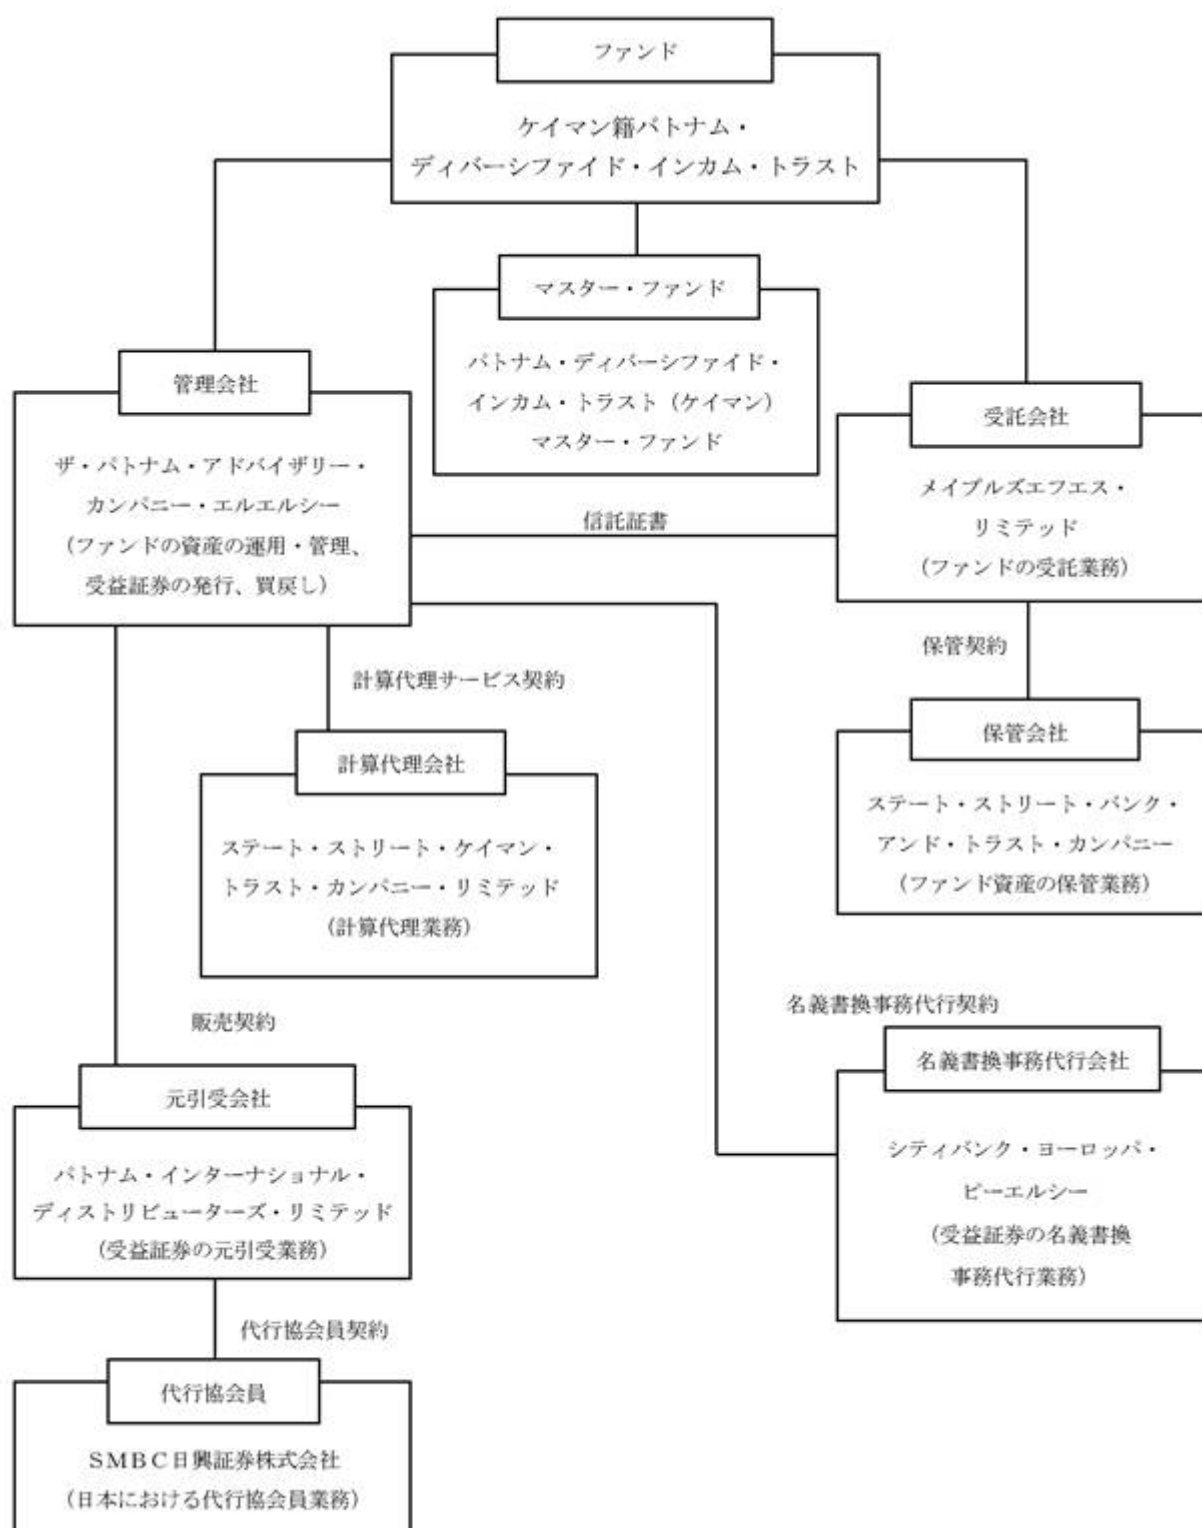 ファンド
ケイマン籍パトナム・
ディバーシファイド・インカム・トラスト
マスター・ファンド
パトナム・ディバーシファイド・
インカム・トラスト（ケイマン）
マスター・ファンド
管理会社
ザ・パトナム・アドバイザリー・
カンパニー・エルエルシー
（ファンドの資産の運用・管理、
受益証券の発行、買戻し）
受託会社
メイプルズエフエス・
リミテッド
（ファンドの受託業務）
信託証書
保管契約
計算代理サービス契約
保管会社
ステート・ストリート・バンク・
アンド・トラスト・カンパニー
（ファンド資産の保管業務）
計算代理会社
ステート・ストリート・ケイマン・
トラスト・カンパニー・リミテッド
（計算代理業務）
販売契約
名義書換事務代行契約
名義書換事務代行会社
シティバンク・ヨーロッパ・
ピーエルシー
（受益証券の名義書換
事務代行業務）
元引受会社
パトナム・インターナショナル・
ディストリビューターズ・リミテッド
（受益証券の元引受業務）
代行協会員契約
代行協会員
ＳＭＢＣ日興証券株式会社
（日本における代行協会員業務）